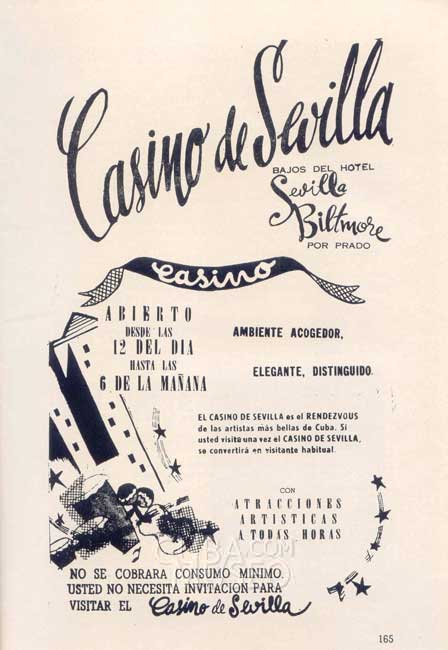 Casino de Sevilla
BAJOS DEL HOTEL
Sevilla
Biltmore
POR PRADO
Casino
ABIERTO
DESDE LAS
12 DEL DIA
HASTA LAS
6 DE LA MAÑANA
AMBIENTE ACOGEDOR,
ELEGANTE, DISTINGUIDO.
EL CASINO DE SEVILLA es el RENDEZVOUS
de las artistas más bellas de Cuba. Si
usted visita una vez el CASINO DE SEVILLA,
se convertirá en visitante habitual.
CON
ATRACCIONES
ARTISTICAS
A TODAS HORAS
NO SE COBRARA CONSUMO MINIMO.
USTED NO NECESITA INVITACION PARA
VISITAR EL Casino de Sevilla
165